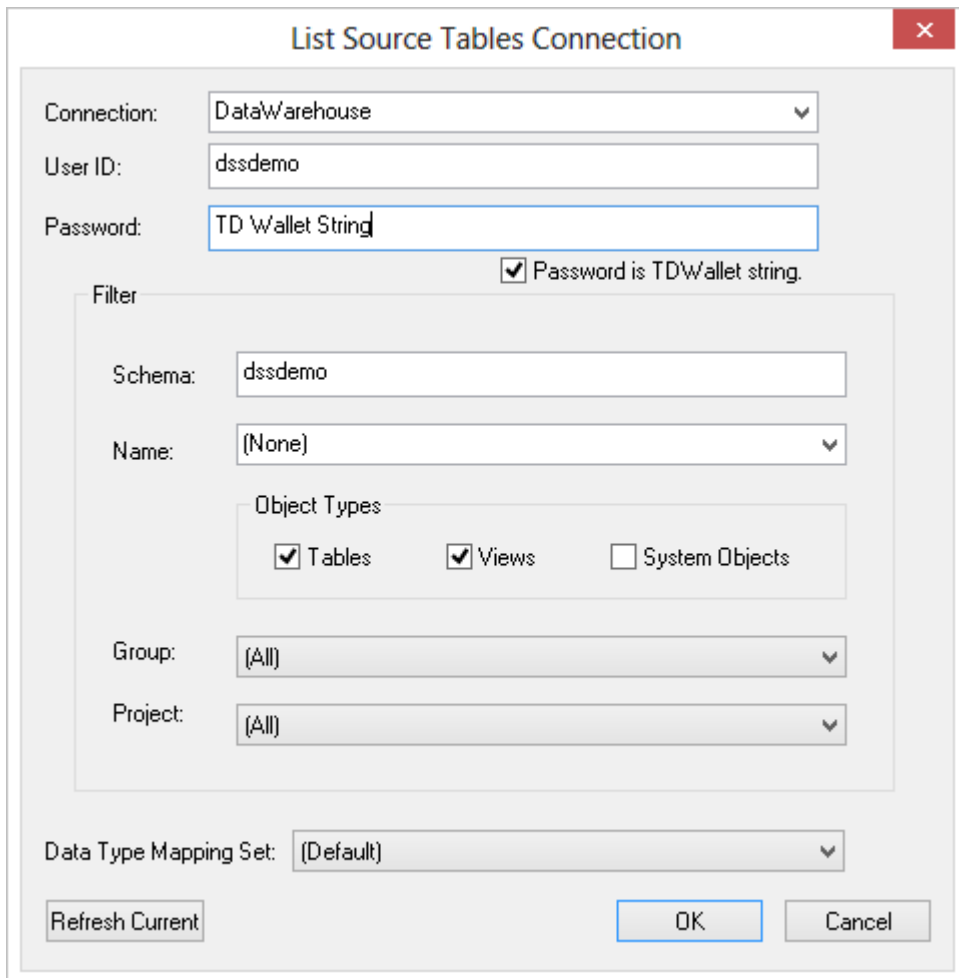 List Source Tables Connection
Connection: DataWarehouse
User ID: dssdemo
Password: TD Wallet String
Password is TDWallet string.
Filter
Schema: dssdemo
Name: (None)
Object Types
Tables Views System Objects
Group: (All)
Project: (All)
Data Type Mapping Set: (Default)
Refresh Current OK Cancel